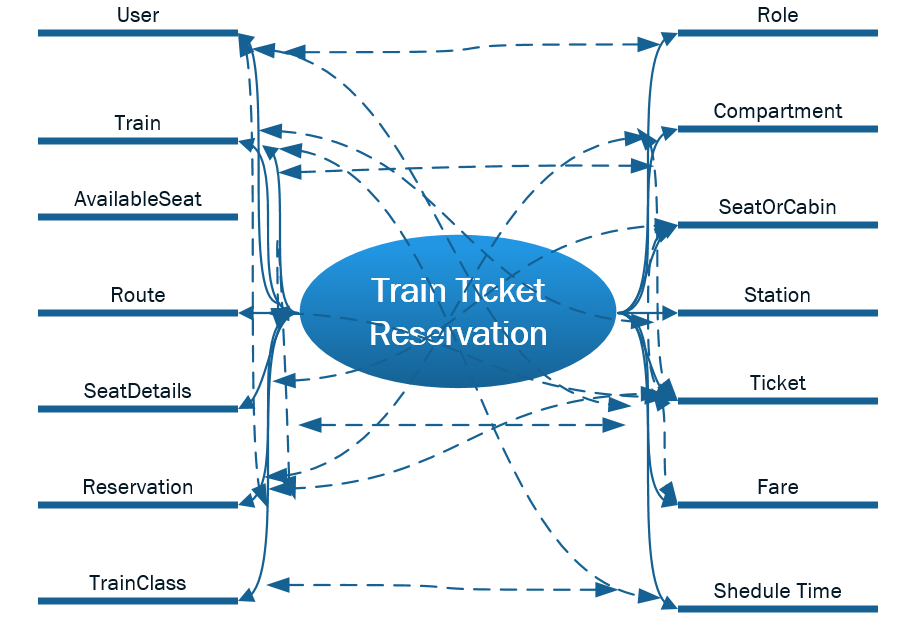 User
Role
Train
Compartment
AvailableSeat
SeatOrCabin
Route
Station
Train Ticket
Reservation
SeatDetails
Ticket
Reservation
Fare
TrainClass
Shedule Time